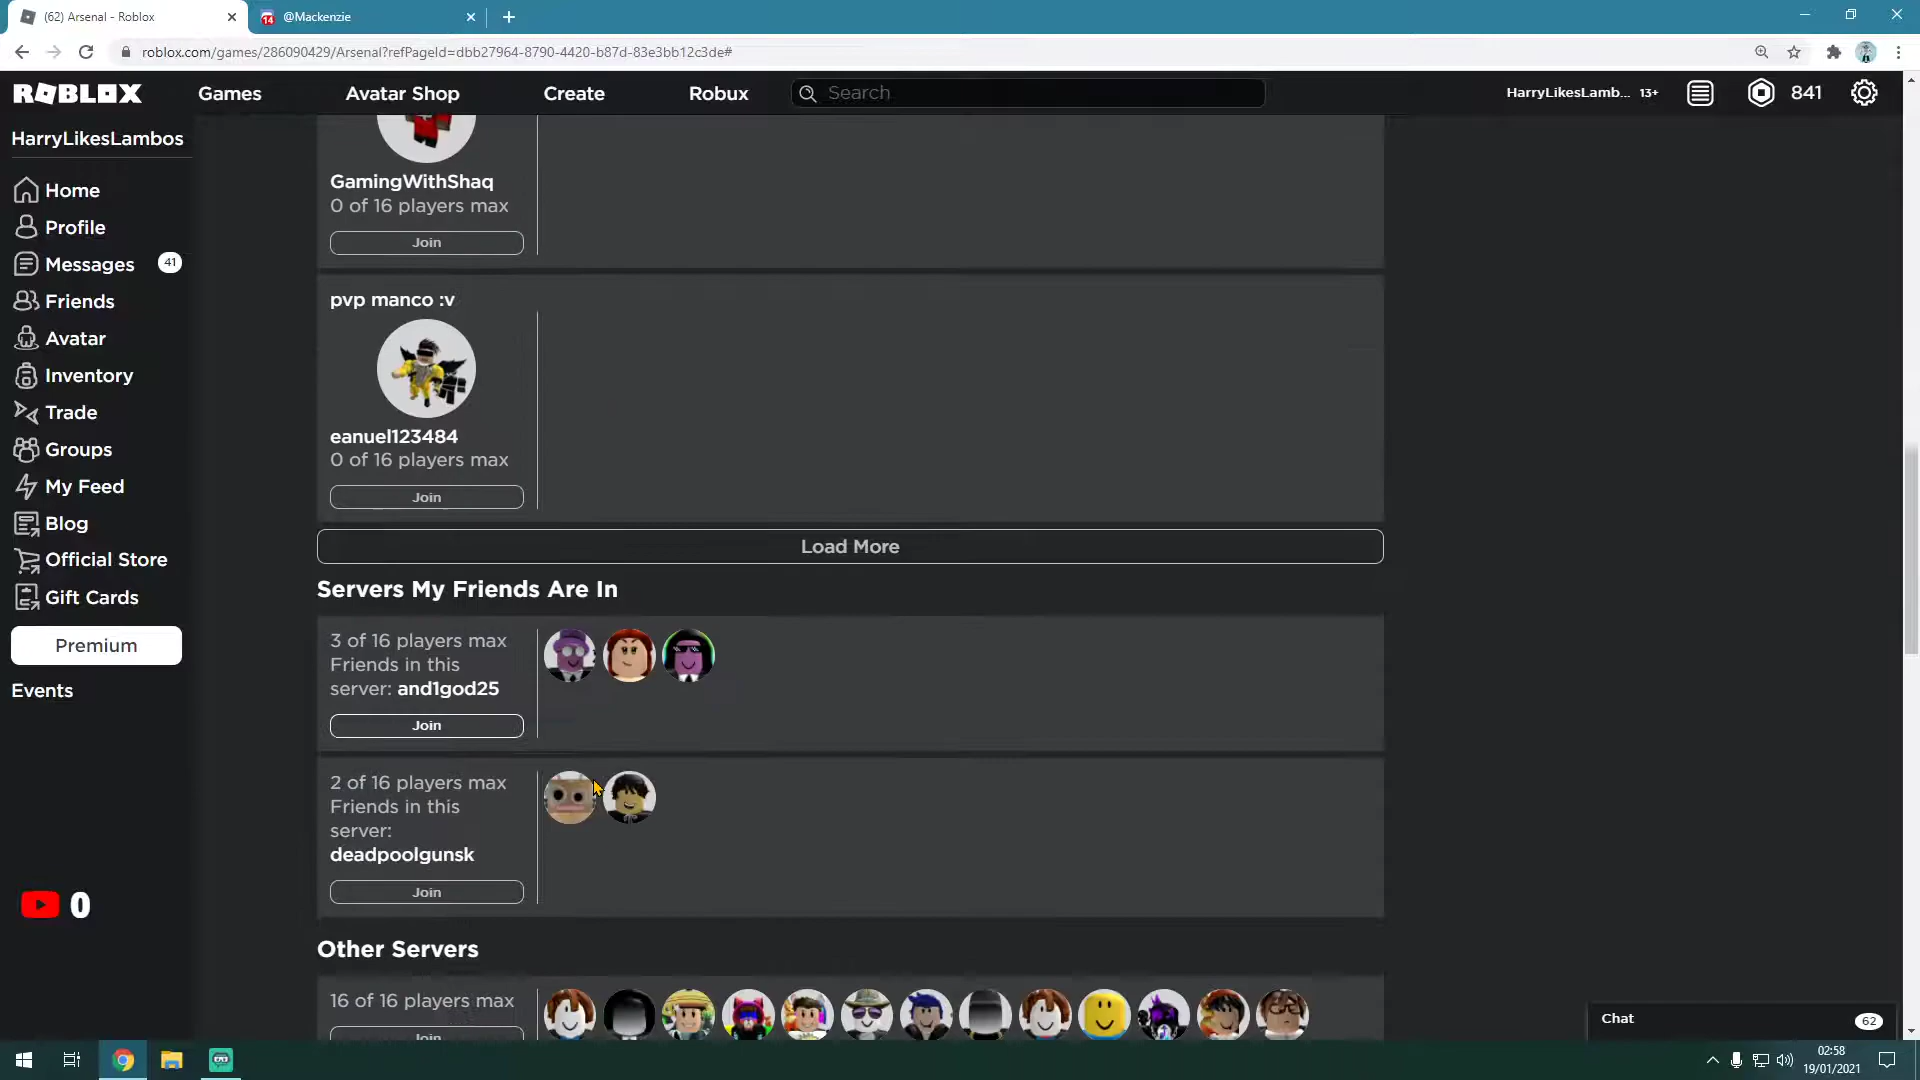 (62) Arsenal - Roblox
14
@Mackenzie
roblox.com/games/286090429/Arsenal?refPageId=dbb27964-8790-4420-b87d-83e3bb12c3de#
ROBLOX
Games
Avatar Shop
Create
Robux
Search
HarryLikesLamb... 13+
841
HarryLikesLambos
Home
Profile
Messages
41
Friends
Avatar
Inventory
Trade
Groups
My Feed
Blog
Official Store
Gift Cards
Premium
Events
0
GamingWithShaq
0 of 16 players max
Join
pvp manco :v
eanuel123484
0 of 16 players max
Join
Load More
Servers My Friends Are In
3 of 16 players max
Friends in this
server: and1god25
Join
2 of 16 players max
Friends in this
server:
deadpoolgunsk
Join
Other Servers
16 of 16 players max
Join
Chat
62
02:58
19/01/2021